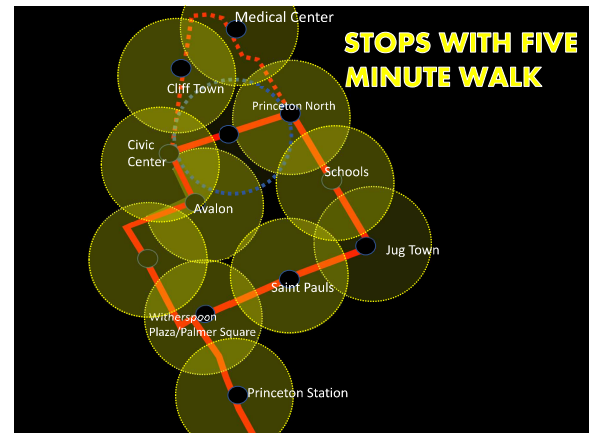 Medical Center
STOPS WITH FIVE
MINUTE WALK
Cliff Town
Princeton North
Civic
Center
Schools
Avalon
Jug Town
Saint Pauls
Witherspoon
Plaza/Palmer Square
Princeton Station